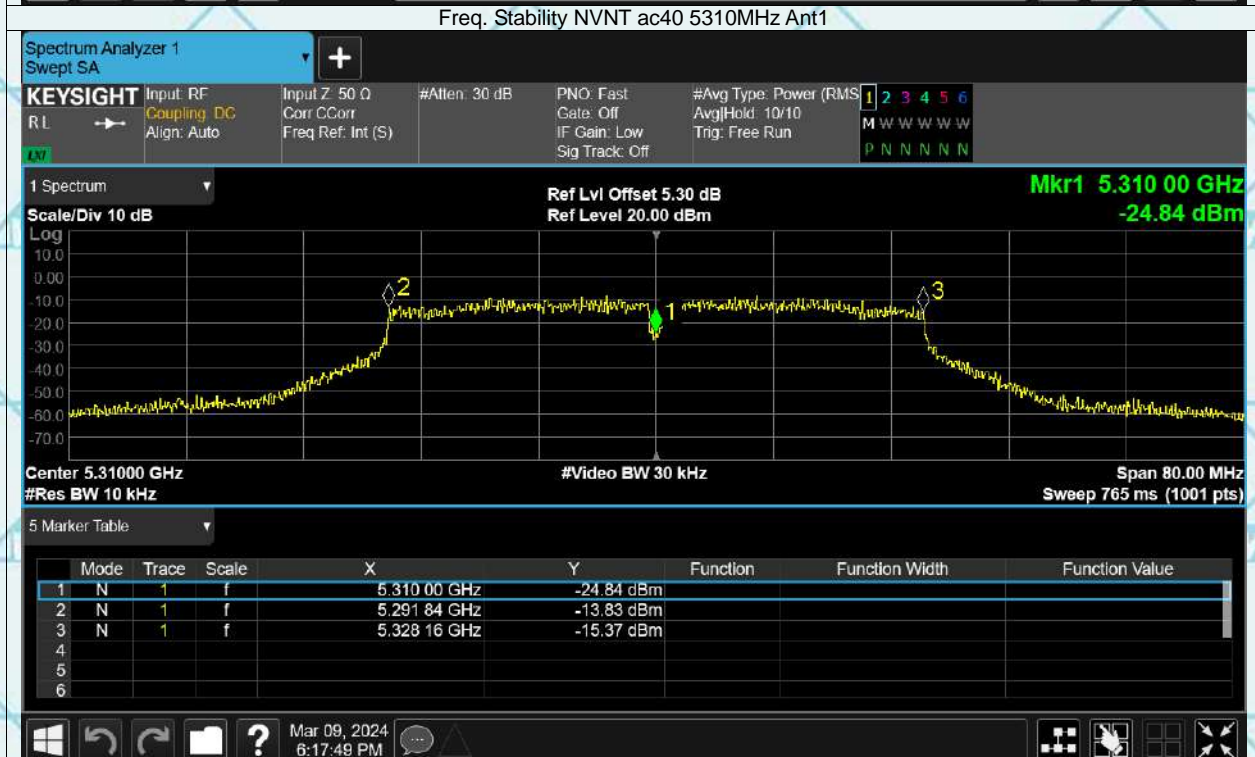 Freq. Stability NVNT ac40 5310MHz Ant1
Spectrum Analyzer 1
Swept SA
+
KEYSIGHT
RL
LXI
Input: RF
Coupling: DC
Align: Auto
Input Z: 50 Ω
Corr CCorr
Freq Ref: Int (S)
#Atten: 30 dB
PNO: Fast
Gate: Off
IF Gain: Low
Sig Track: Off
#Avg Type: Power (RMS
Avg|Hold: 10/10
Trig: Free Run
1 2 3 4 5 6
M W W W W W
P N N N N N
1 Spectrum
Scale/Div 10 dB
Ref Lvl Offset 5.30 dB
Ref Level 20.00 dBm
Mkr1 5.310 00 GHz
-24.84 dBm
Log
10.0
0.00
-10.0
-20.0
-30.0
-40.0
-50.0
-60.0
-70.0
2
1
3
Center 5.31000 GHz
#Res BW 10 kHz
#Video BW 30 kHz
Span 80.00 MHz
Sweep 765 ms (1001 pts)
5 Marker Table
Mode Trace Scale X Y Function Function Width Function Value
1 N 1 f 5.310 00 GHz -24.84 dBm
2 N 1 f 5.291 84 GHz -13.83 dBm
3 N 1 f 5.328 16 GHz -15.37 dBm
4
5
6
?
Mar 09, 2024
6:17:49 PM